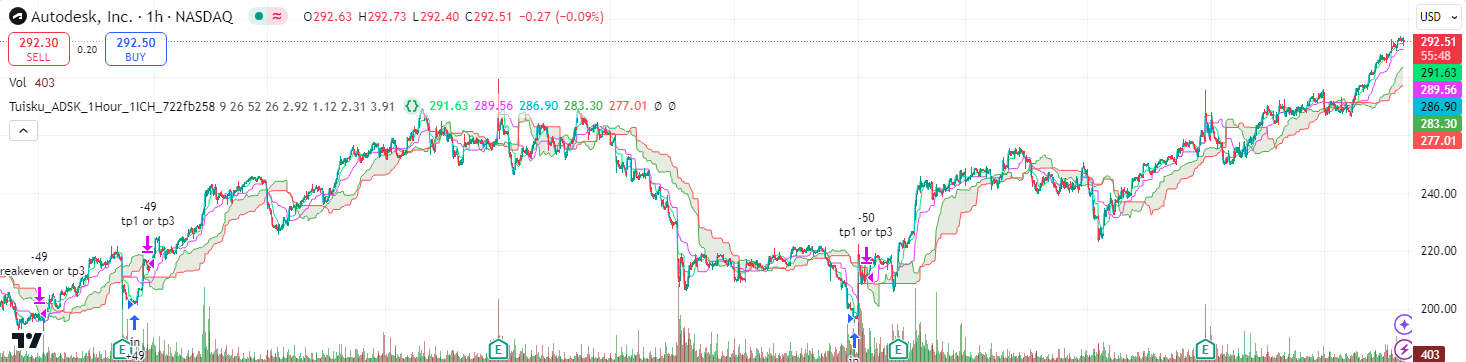 Autodesk, Inc. · 1h · NASDAQ O292.63 H292.73 L292.40 C292.51 −0.27 (−0.09%)
USD
292.30 SELL
0.20
292.50 BUY
292.51
55:48
Vol 403
291.63
289.56
Tuisku_ADSK_1Hour_1ICH_722fb258 9 26 52 26 2.92 1.12 2.31 3.91 {} 291.63 289.56 286.90 283.30 277.01 Ø Ø
286.90
283.30
277.01
240.00
-49
tp1 or tp3
-50
tp1 or tp3
220.00
-49
reakeven or tp3
200.00
in
+49
E
E
E
E
in
403